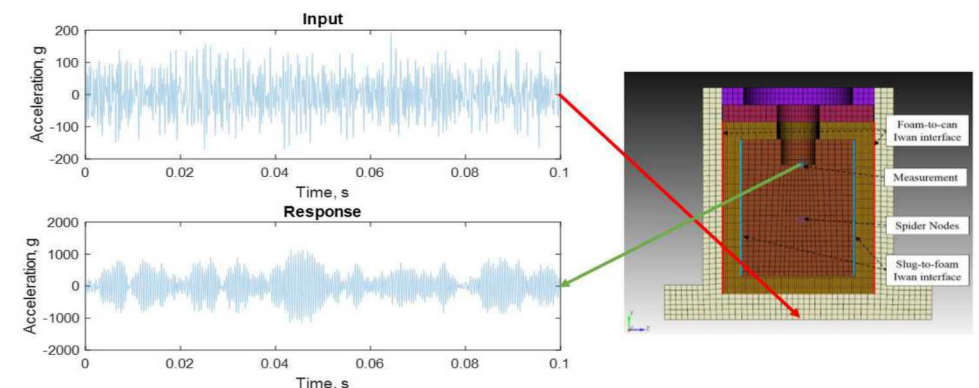 Input
200
100
0
-100
-200
Acceleration, g
0
0.02
0.04
0.06
0.08
0.1
Time, s
Response
2000
1000
0
-1000
-2000
Acceleration, g
0
0.02
0.04
0.06
0.08
0.1
Time, s
Foam-to-can
Iwan interface
Measurement
Spider Nodes
Slug-to-foam
Iwan interface